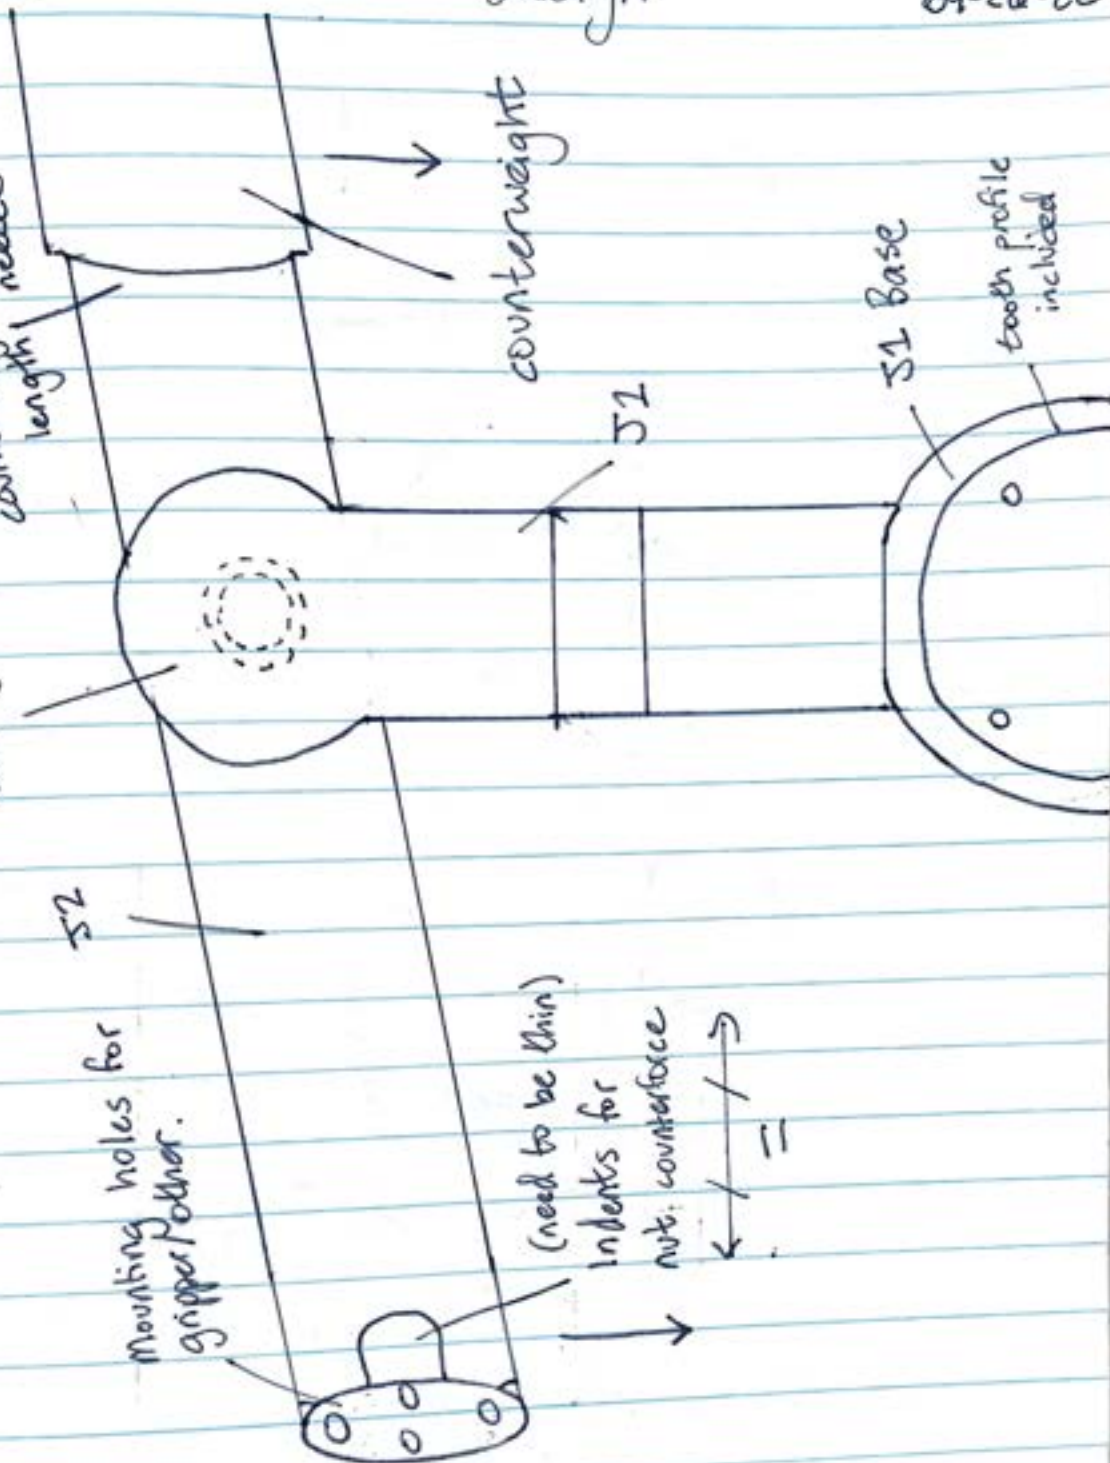 length
counterweight
J1
J1 Base
tooth profile
included
J2
Mounting holes for
gripper/other.
(need to be thin)
Indents for
nut. counterforce
=